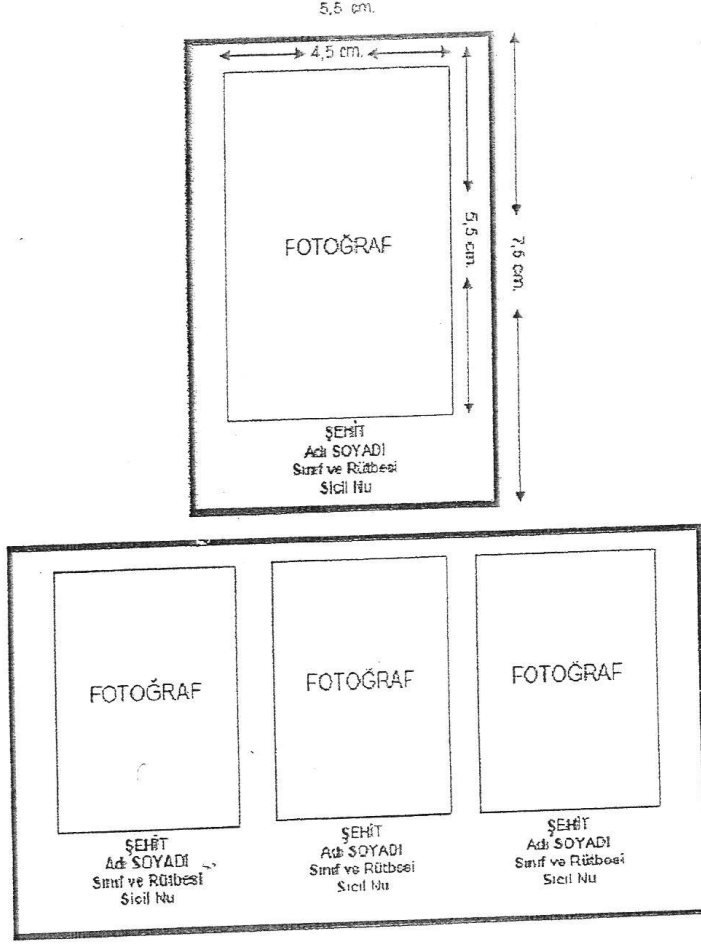 5,5 cm.
4,5 cm.
FOTOĞRAF
5,5 cm.
7,5 cm.
ŞEHİT
Adı SOYADI
Sınıf ve Rütbesi
Sicil Nu
FOTOĞRAF
FOTOĞRAF
FOTOĞRAF
ŞEHİT
Adı SOYADI
Sınıf ve Rütbesi
Sicil Nu
ŞEHİT
Adı SOYADI
Sınıf ve Rütbesi
Sicil Nu
ŞEHİT
Adı SOYADI
Sınıf ve Rütbesi
Sicil Nu